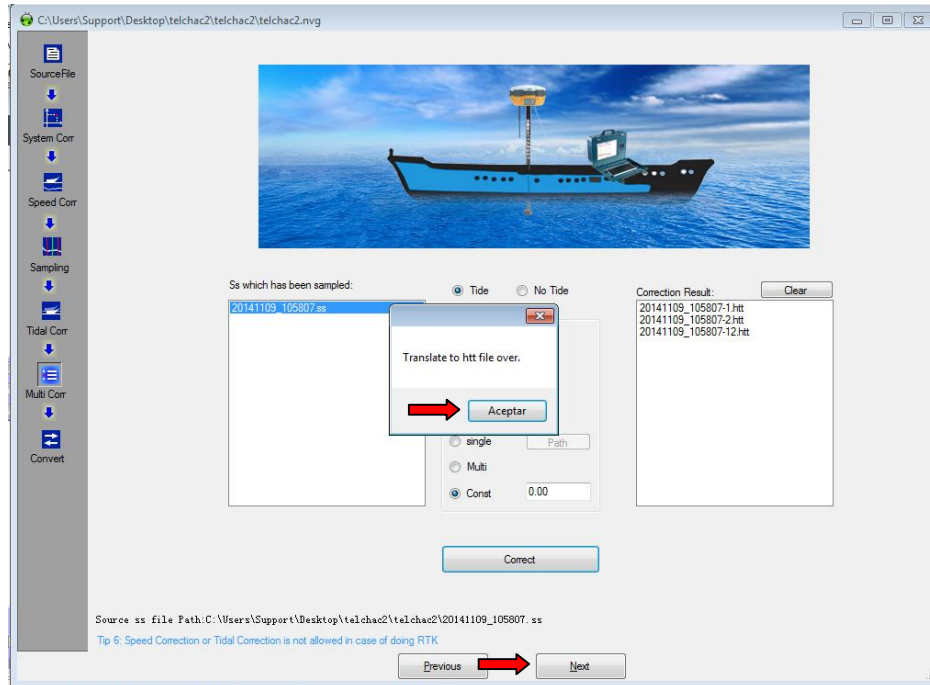 C:\Users\Support\Desktop\telchac2\telchac2\telchac2.nvg
SourceFile
System Corr
Speed Corr
Sampling
Tidal Corr
Multi Corr
Convert
Ss which has been sampled:
20141109_105807.ss
Tide
No Tide
Correction Result:
Clear
20141109_105807-1.htt
20141109_105807-2.htt
20141109_105807-12.htt
Translate to htt file over.
Aceptar
single
Path
Multi
Const
0.00
Correct
Source ss file Path:C:\Users\Support\Desktop\telchac2\telchac2\20141109_105807.ss
Tip 6: Speed Correction or Tidal Correction is not allowed in case of doing RTK
Previous
Next